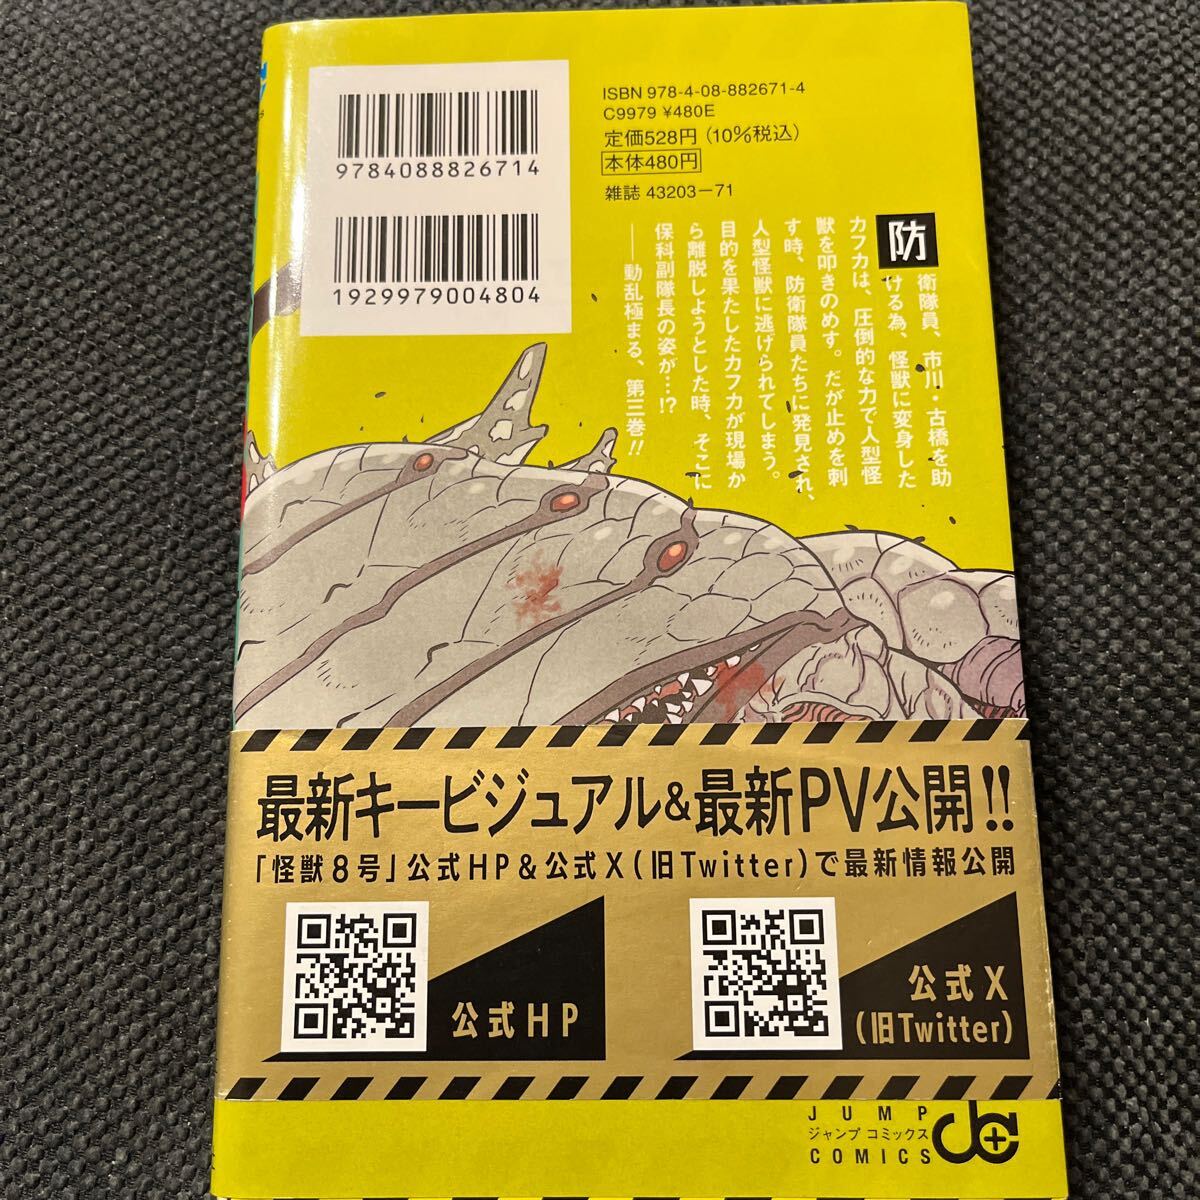 ISBN 978-4-08-882671-4
C9979 ¥480E
定価528円(10%税込)
本体480円
雑誌 43203-71
9784088826714
1929979004804
防衛隊員、市川・古橋を助
ける為、怪獣に変身した
カフカは、圧倒的な力で人型怪
獣を叩きのめす。だが止めを刺
す時、防衛隊員たちに発見され、
人型怪獣に逃げられてしまう。
目的を果たしたカフカが現場か
ら離脱しようとした時、そこに
保科副隊長の姿が…!?
――動乱極まる、第三巻!!
最新キービジュアル&最新PV公開!!
「怪獣8号」公式HP&公式X(旧Twitter)で最新情報公開
公式HP
公式X
(旧Twitter)
JUMP
ジャンプ コミックス
COMICS